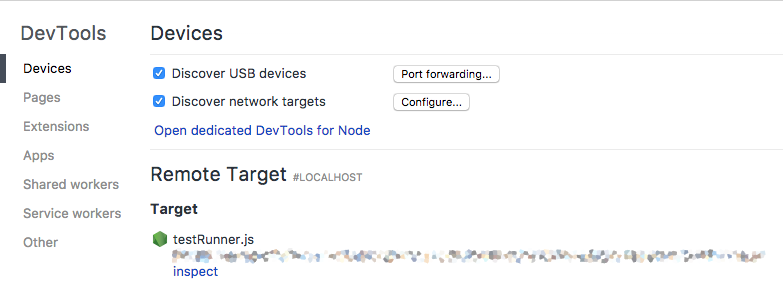 DevTools
Devices
Pages
Extensions
Apps
Shared workers
Service workers
Other
Devices
Discover USB devices
Port forwarding...
Discover network targets
Configure...
Open dedicated DevTools for Node
Remote Target #LOCALHOST
Target
testRunner.js
inspect